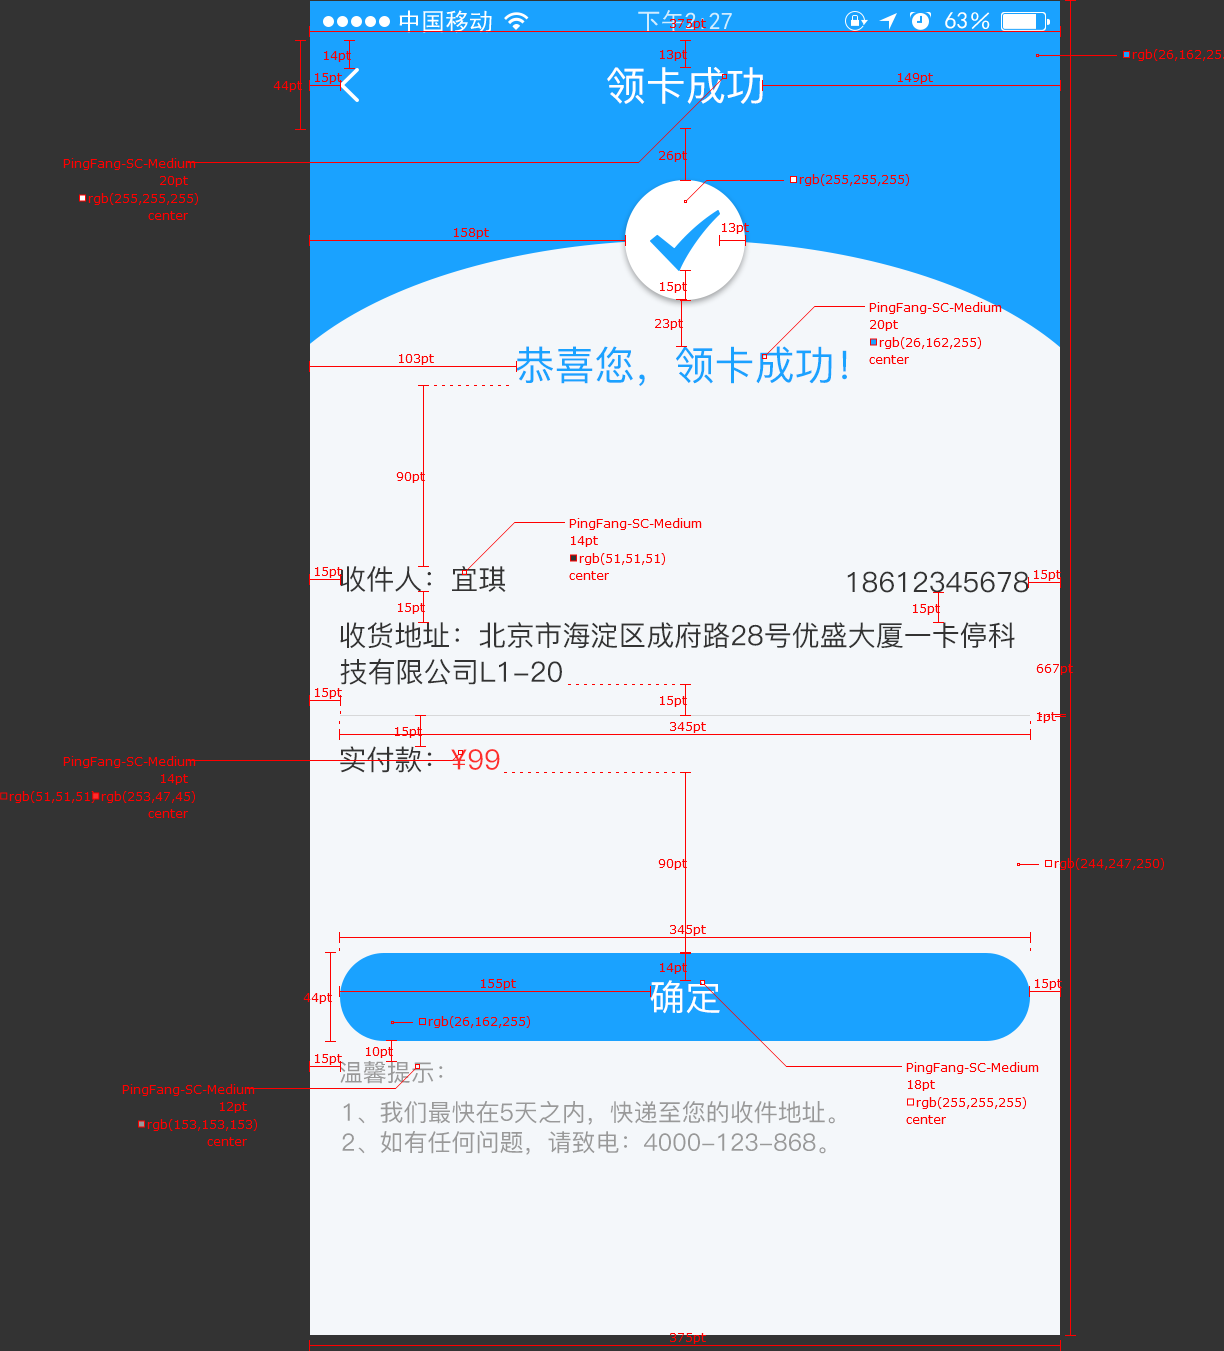 中国移动
63%
375pt
14pt
13pt
rgb(26,162,25
15pt
44pt
领卡成功
149pt
26pt
PingFang-SC-Medium
20pt
rgb(255,255,255)
center
rgb(255,255,255)
158pt
13pt
15pt
23pt
PingFang-SC-Medium
20pt
rgb(26,162,255)
center
103pt
恭喜您，领卡成功！
90pt
PingFang-SC-Medium
14pt
rgb(51,51,51)
center
15pt
收件人：宜琪
18612345678
15pt
15pt
15pt
收货地址：北京市海淀区成府路28号优盛大厦一卡停科
技有限公司L1-20
667pt
15pt
15pt
1pt
345pt
15pt
实付款：¥99
PingFang-SC-Medium
14pt
rgb(51,51,51)
rgb(253,47,45)
center
90pt
rgb(244,247,250)
345pt
14pt
155pt
确定
15pt
44pt
rgb(26,162,255)
10pt
15pt
温馨提示：
PingFang-SC-Medium
18pt
rgb(255,255,255)
center
PingFang-SC-Medium
12pt
rgb(153,153,153)
center
1、我们最快在5天之内，快递至您的收件地址。
2、如有任何问题，请致电：4000-123-868。
375pt